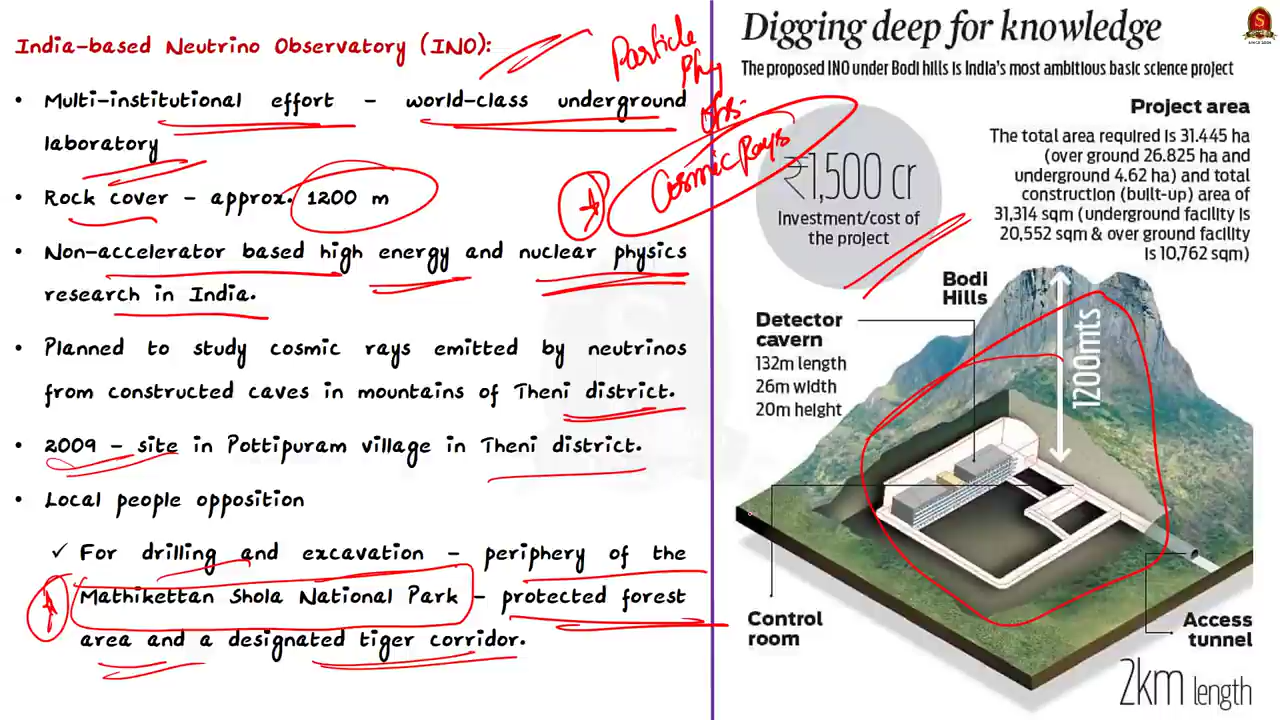 India-based Neutrino Observatory (INO):
• Multi-institutional effort – world-class underground
laboratory
• Rock cover – approx. 1200 m
• Non-accelerator based high energy and nuclear physics
research in India.
• Planned to study cosmic rays emitted by neutrinos
from constructed caves in mountains of Theni district.
• 2009 – site in Pottipuram village in Theni district.
• Local people opposition
✓ For drilling and excavation – periphery of the
Mathikettan Shola National Park – protected forest
area and a designated tiger corridor.
Particle
Phy
Obs.
Cosmic Rays
Digging deep for knowledge
The proposed INO under Bodi hills is India's most ambitious basic science project
₹1,500 cr
Investment/cost of
the project
Project area
The total area required is 31.445 ha
(over ground 26.825 ha and
underground 4.62 ha) and total
construction (built-up) area of
31,314 sqm (underground facility is
20,552 sqm & over ground facility
is 10,762 sqm)
Bodi
Hills
Detector
cavern
132m length
26m width
20m height
1200mts
Control
room
Access
tunnel
2km length